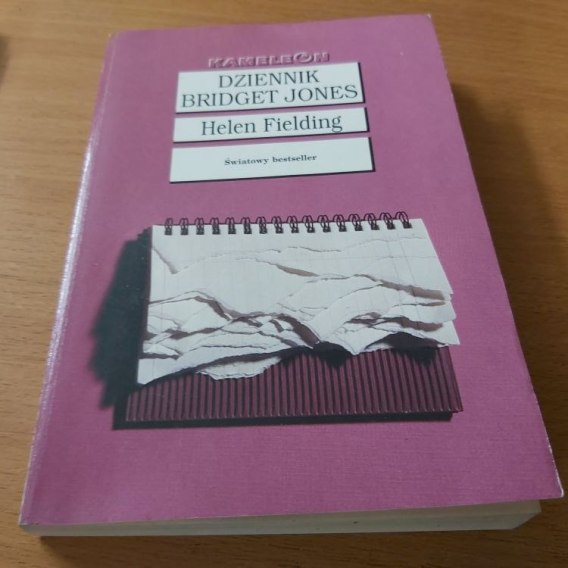 KAMELEON
DZIENNIK
BRIDGET JONES
Helen Fielding
Światowy bestseller